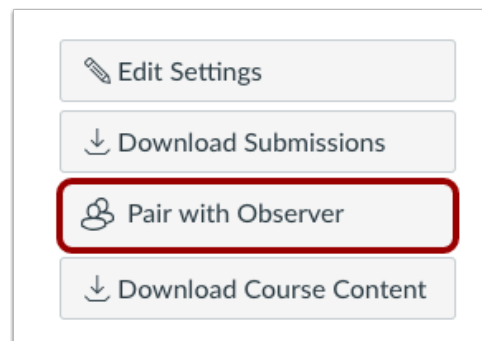 Edit Settings
Download Submissions
Pair with Observer
Download Course Content